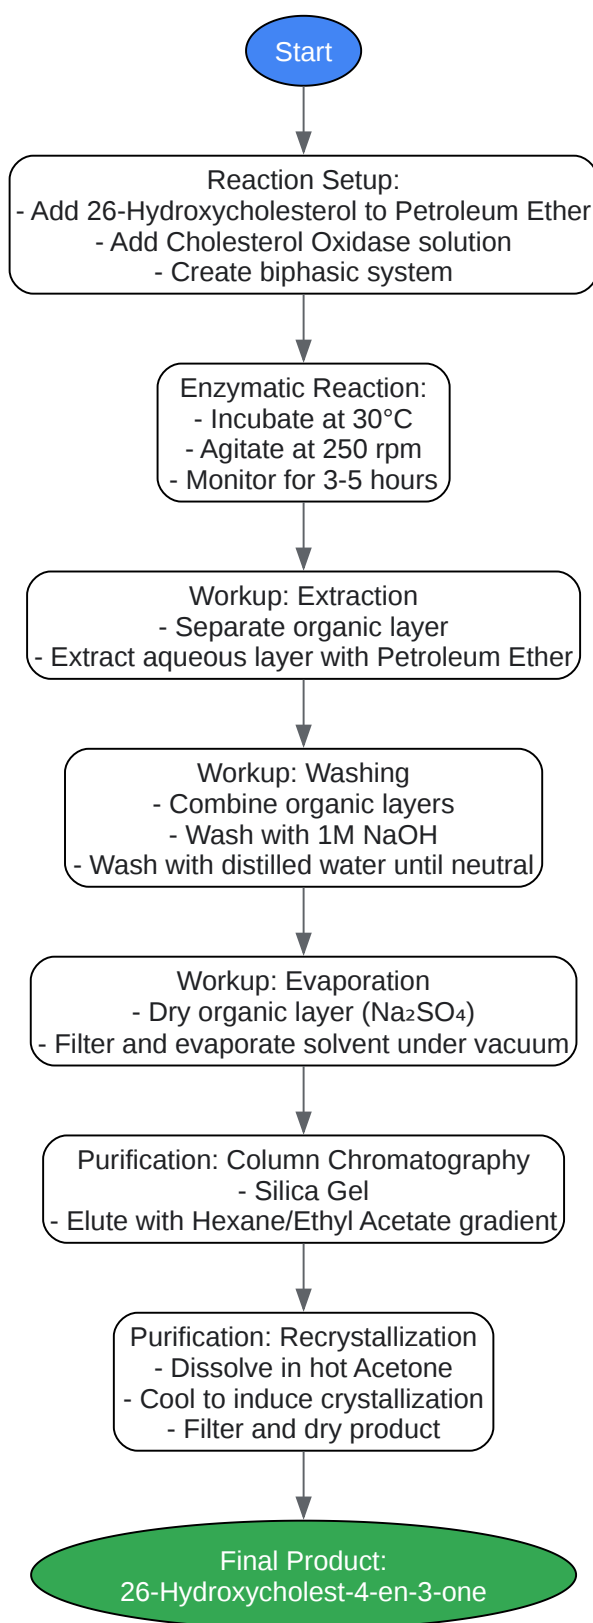 Start
Reaction Setup:
- Add 26-Hydroxycholesterol to Petroleum Ether
- Add Cholesterol Oxidase solution
- Create biphasic system
Enzymatic Reaction:
- Incubate at 30°C
- Agitate at 250 rpm
- Monitor for 3-5 hours
Workup: Extraction
- Separate organic layer
- Extract aqueous layer with Petroleum Ether
Workup: Washing
- Combine organic layers
- Wash with 1M NaOH
- Wash with distilled water until neutral
Workup: Evaporation
- Dry organic layer (Na₂SO₄)
- Filter and evaporate solvent under vacuum
Purification: Column Chromatography
- Silica Gel
- Elute with Hexane/Ethyl Acetate gradient
Purification: Recrystallization
- Dissolve in hot Acetone
- Cool to induce crystallization
- Filter and dry product
Final Product:
26-Hydroxycholest-4-en-3-one